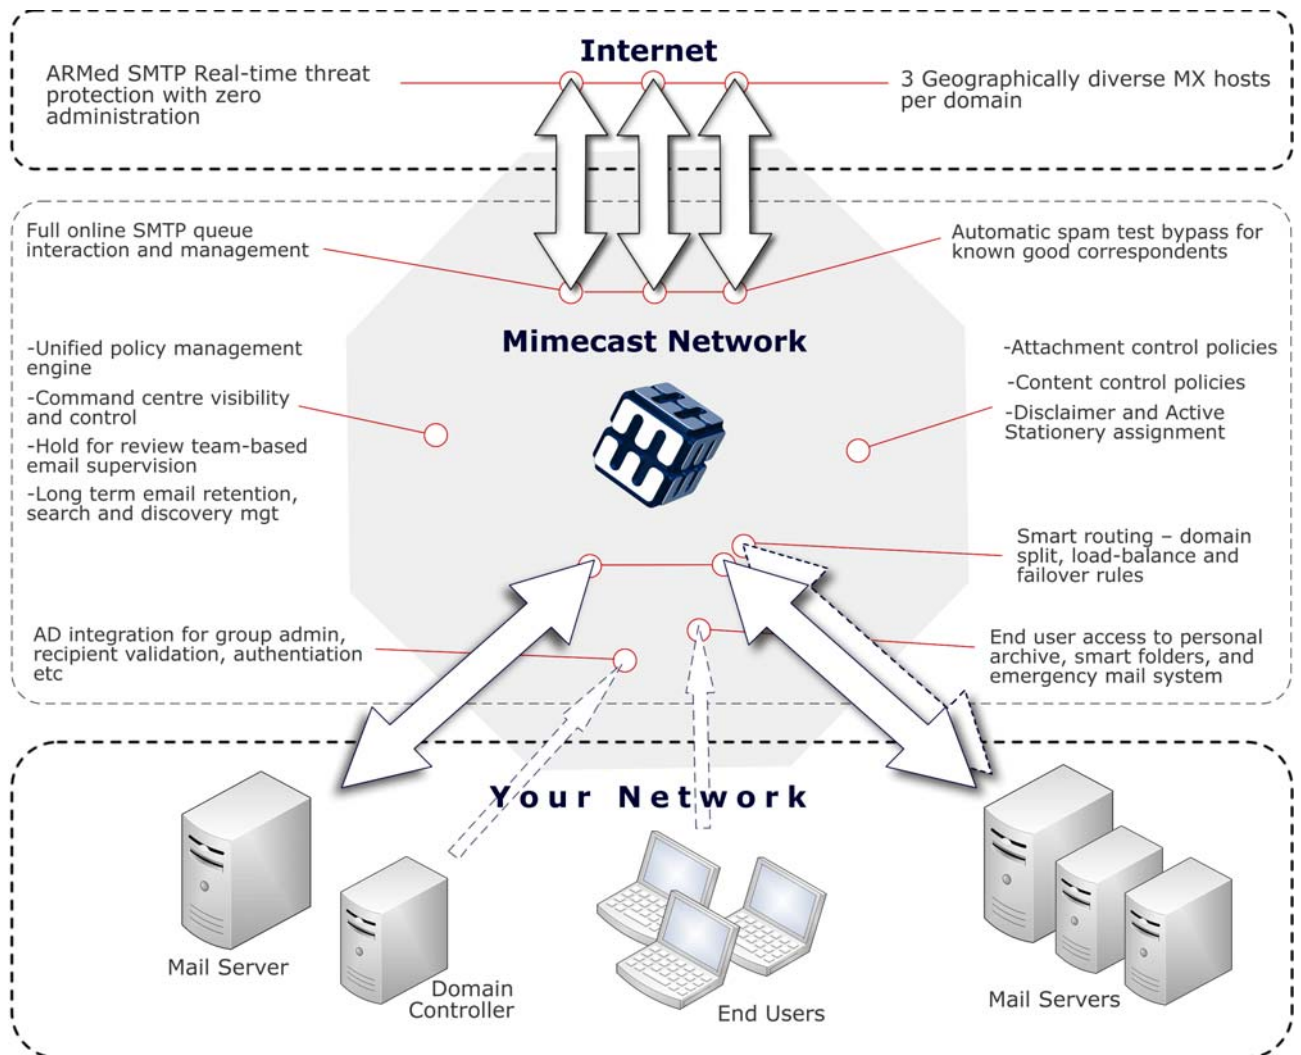 Internet
ARMed SMTP Real-time threat
protection with zero
administration
3 Geographically diverse MX hosts
per domain
Full online SMTP queue
interaction and management
Automatic spam test bypass for
known good correspondents
Mimecast Network
-Unified policy management
engine
-Command centre visibility
and control
-Hold for review team-based
email supervision
-Long term email retention,
search and discovery mgt
-Attachment control policies
-Content control policies
-Disclaimer and Active
Stationery assignment
Smart routing – domain
split, load-balance and
failover rules
AD integration for group admin,
recipient validation, authentiation
etc
End user access to personal
archive, smart folders, and
emergency mail system
Your Network
Mail Server
Domain
Controller
End Users
Mail Servers